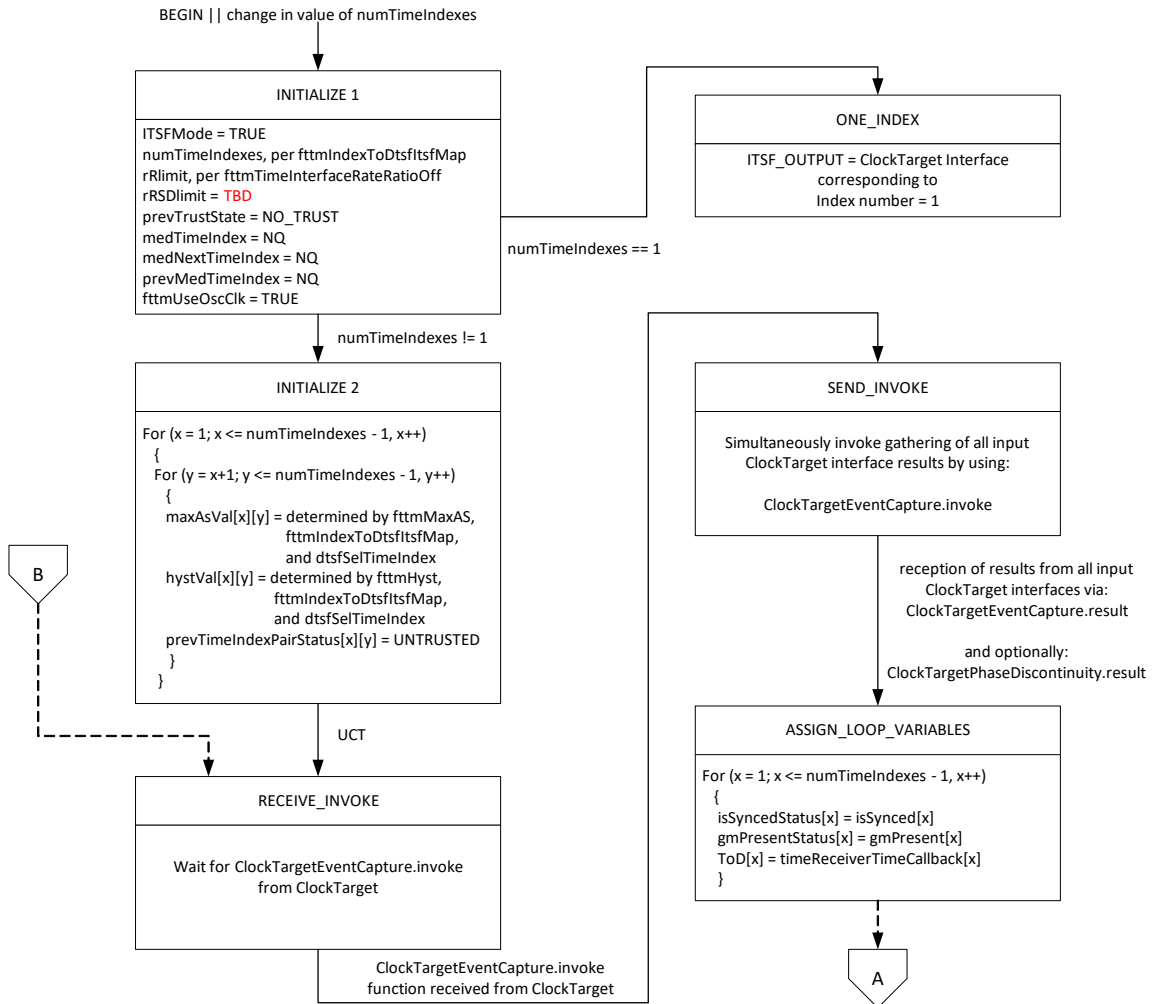 BEGIN || change in value of numTimeIndexes
INITIALIZE 1
ITSFMode = TRUE
numTimeIndexes, per fttmIndexToDtsfItsfMap
rRlimit, per fttmTimeInterfaceRateRatioOff
rRSDlimit = TBD
prevTrustState = NO_TRUST
medTimeIndex = NQ
medNextTimeIndex = NQ
prevMedTimeIndex = NQ
fttmUseOscClk = TRUE
ONE_INDEX
ITSF_OUTPUT = ClockTarget Interface
corresponding to
Index number = 1
numTimeIndexes == 1
numTimeIndexes != 1
INITIALIZE 2
For (x = 1; x <= numTimeIndexes - 1, x++)
{
For (y = x+1; y <= numTimeIndexes - 1, y++)
{
maxAsVal[x][y] = determined by fttmMaxAS,
fttmIndexToDtsfItsfMap,
and dtsfSelTimeIndex
hystVal[x][y] = determined by fttmHyst,
fttmIndexToDtsfItsfMap,
and dtsfSelTimeIndex
prevTimeIndexPairStatus[x][y] = UNTRUSTED
}
}
B
UCT
RECEIVE_INVOKE
Wait for ClockTargetEventCapture.invoke
from ClockTarget
ClockTargetEventCapture.invoke
function received from ClockTarget
SEND_INVOKE
Simultaneously invoke gathering of all input
ClockTarget interface results by using:
ClockTargetEventCapture.invoke
reception of results from all input
ClockTarget interfaces via:
ClockTargetEventCapture.result
and optionally:
ClockTargetPhaseDiscontinuity.result
ASSIGN_LOOP_VARIABLES
For (x = 1; x <= numTimeIndexes - 1, x++)
{
isSyncedStatus[x] = isSynced[x]
gmPresentStatus[x] = gmPresent[x]
ToD[x] = timeReceiverTimeCallback[x]
}
A